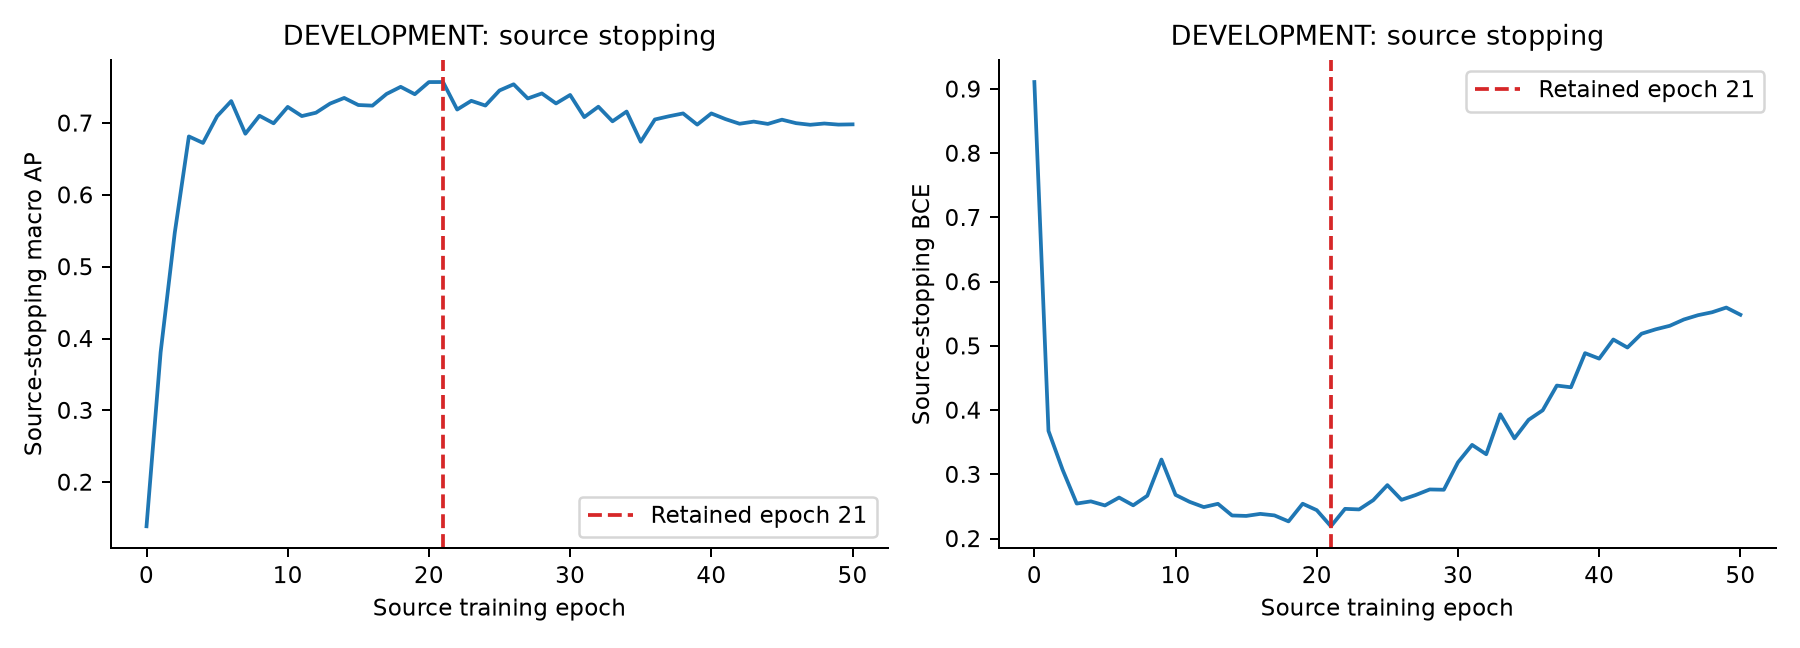 DEVELOPMENT: source stopping
Source-stopping macro AP
0.7
0.6
0.5
0.4
0.3
0.2
Retained epoch 21
0 10 20 30 40 50
Source training epoch
DEVELOPMENT: source stopping
Source-stopping BCE
0.9
0.8
0.7
0.6
0.5
0.4
0.3
0.2
Retained epoch 21
0 10 20 30 40 50
Source training epoch